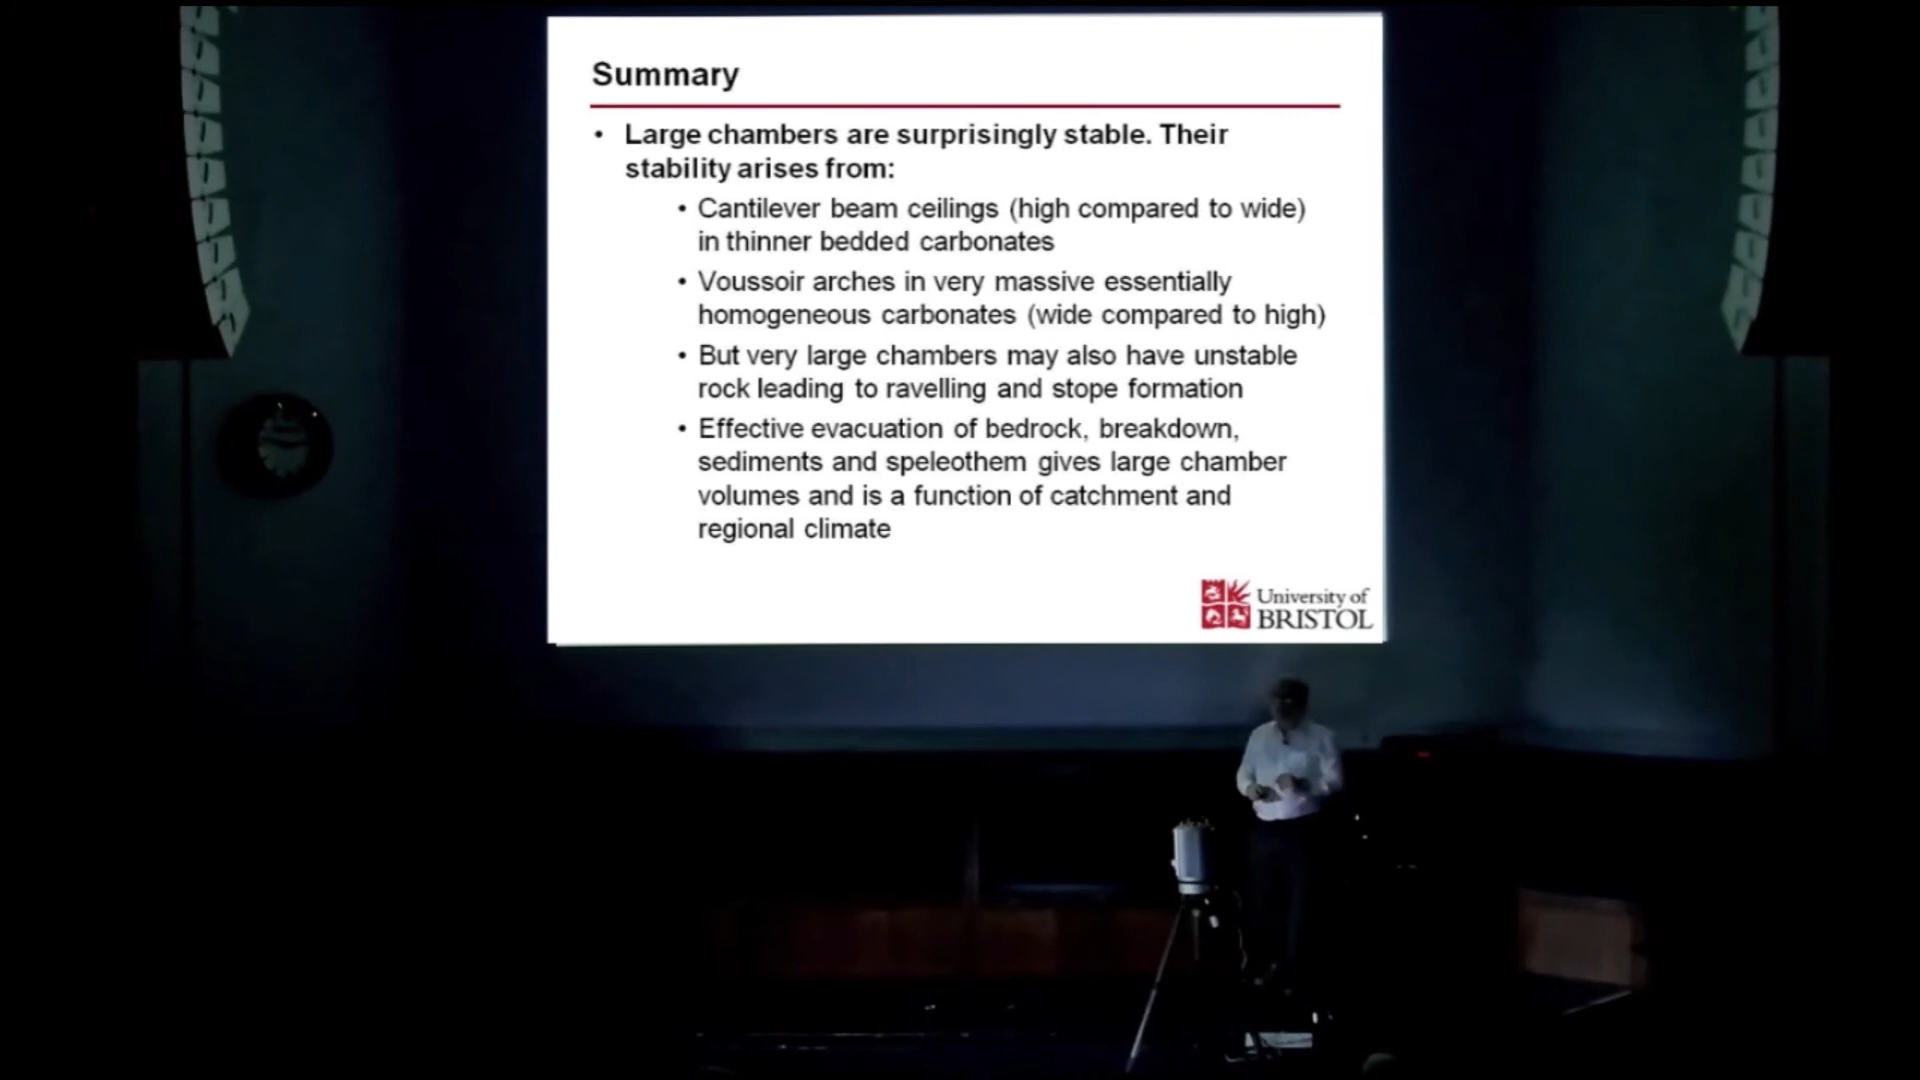 Summary
• Large chambers are surprisingly stable. Their
stability arises from:
• Cantilever beam ceilings (high compared to wide)
in thinner bedded carbonates
• Voussoir arches in very massive essentially
homogeneous carbonates (wide compared to high)
• But very large chambers may also have unstable
rock leading to ravelling and stope formation
• Effective evacuation of bedrock, breakdown,
sediments and speleothem gives large chamber
volumes and is a function of catchment and
regional climate
University of
BRISTOL